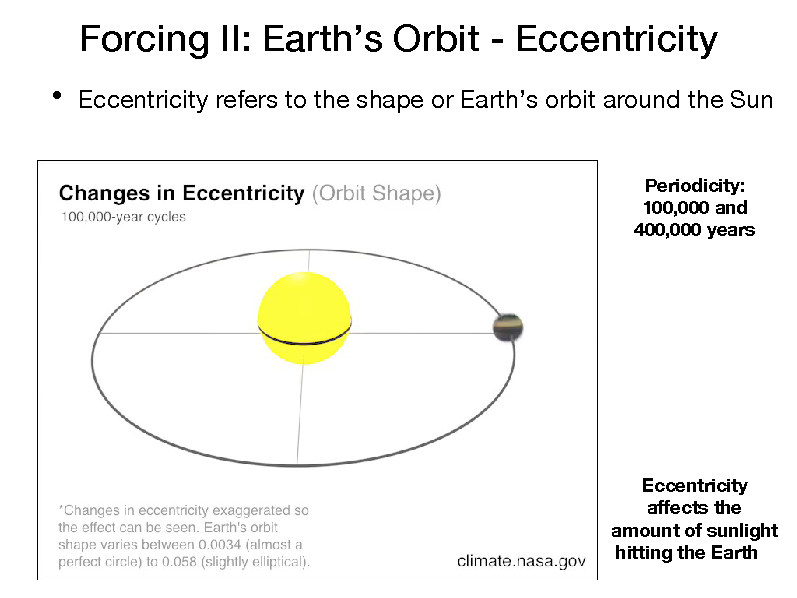 Forcing II: Earth’s Orbit - Eccentricity
• Eccentricity refers to the shape or Earth’s orbit around the Sun
Changes in Eccentricity (Orbit Shape)
100,000-year cycles
Periodicity:
100,000 and
400,000 years
*Changes in eccentricity exaggerated so
the effect can be seen. Earth's orbit
shape varies between 0.0034 (almost a
perfect circle) to 0.058 (slightly elliptical).
climate.nasa.gov
Eccentricity
affects the
amount of sunlight
hitting the Earth